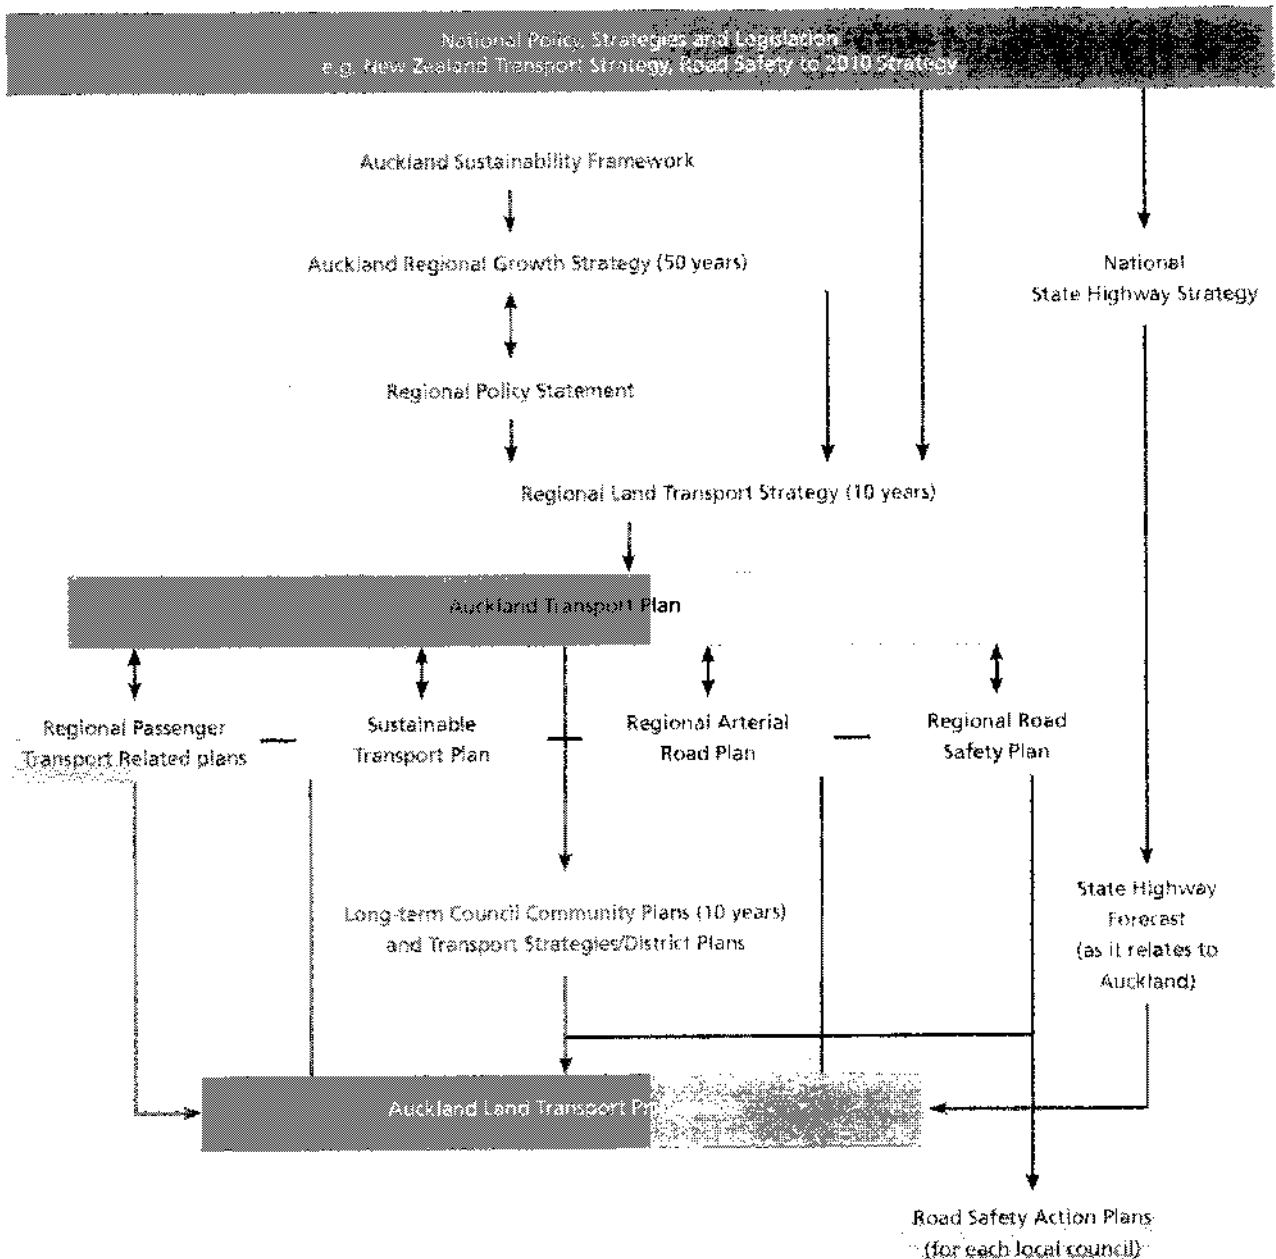 National Policy, Strategies and Legislation
e.g. New Zealand Transport Strategy, Road Safety to 2010 Strategy
Auckland Sustainability Framework
Auckland Regional Growth Strategy (50 years)
National
State Highway Strategy
Regional Policy Statement
Regional Land Transport Strategy (10 years)
Auckland Transport Plan
Regional Passenger
Transport Related plans
Sustainable
Transport Plan
Regional Arterial
Road Plan
Regional Road
Safety Plan
Long-term Council Community Plans (10 years)
and Transport Strategies/District Plans
State Highway
Forecast
(as it relates to
Auckland)
Auckland Land Transport
Road Safety Action Plans
(for each local council)